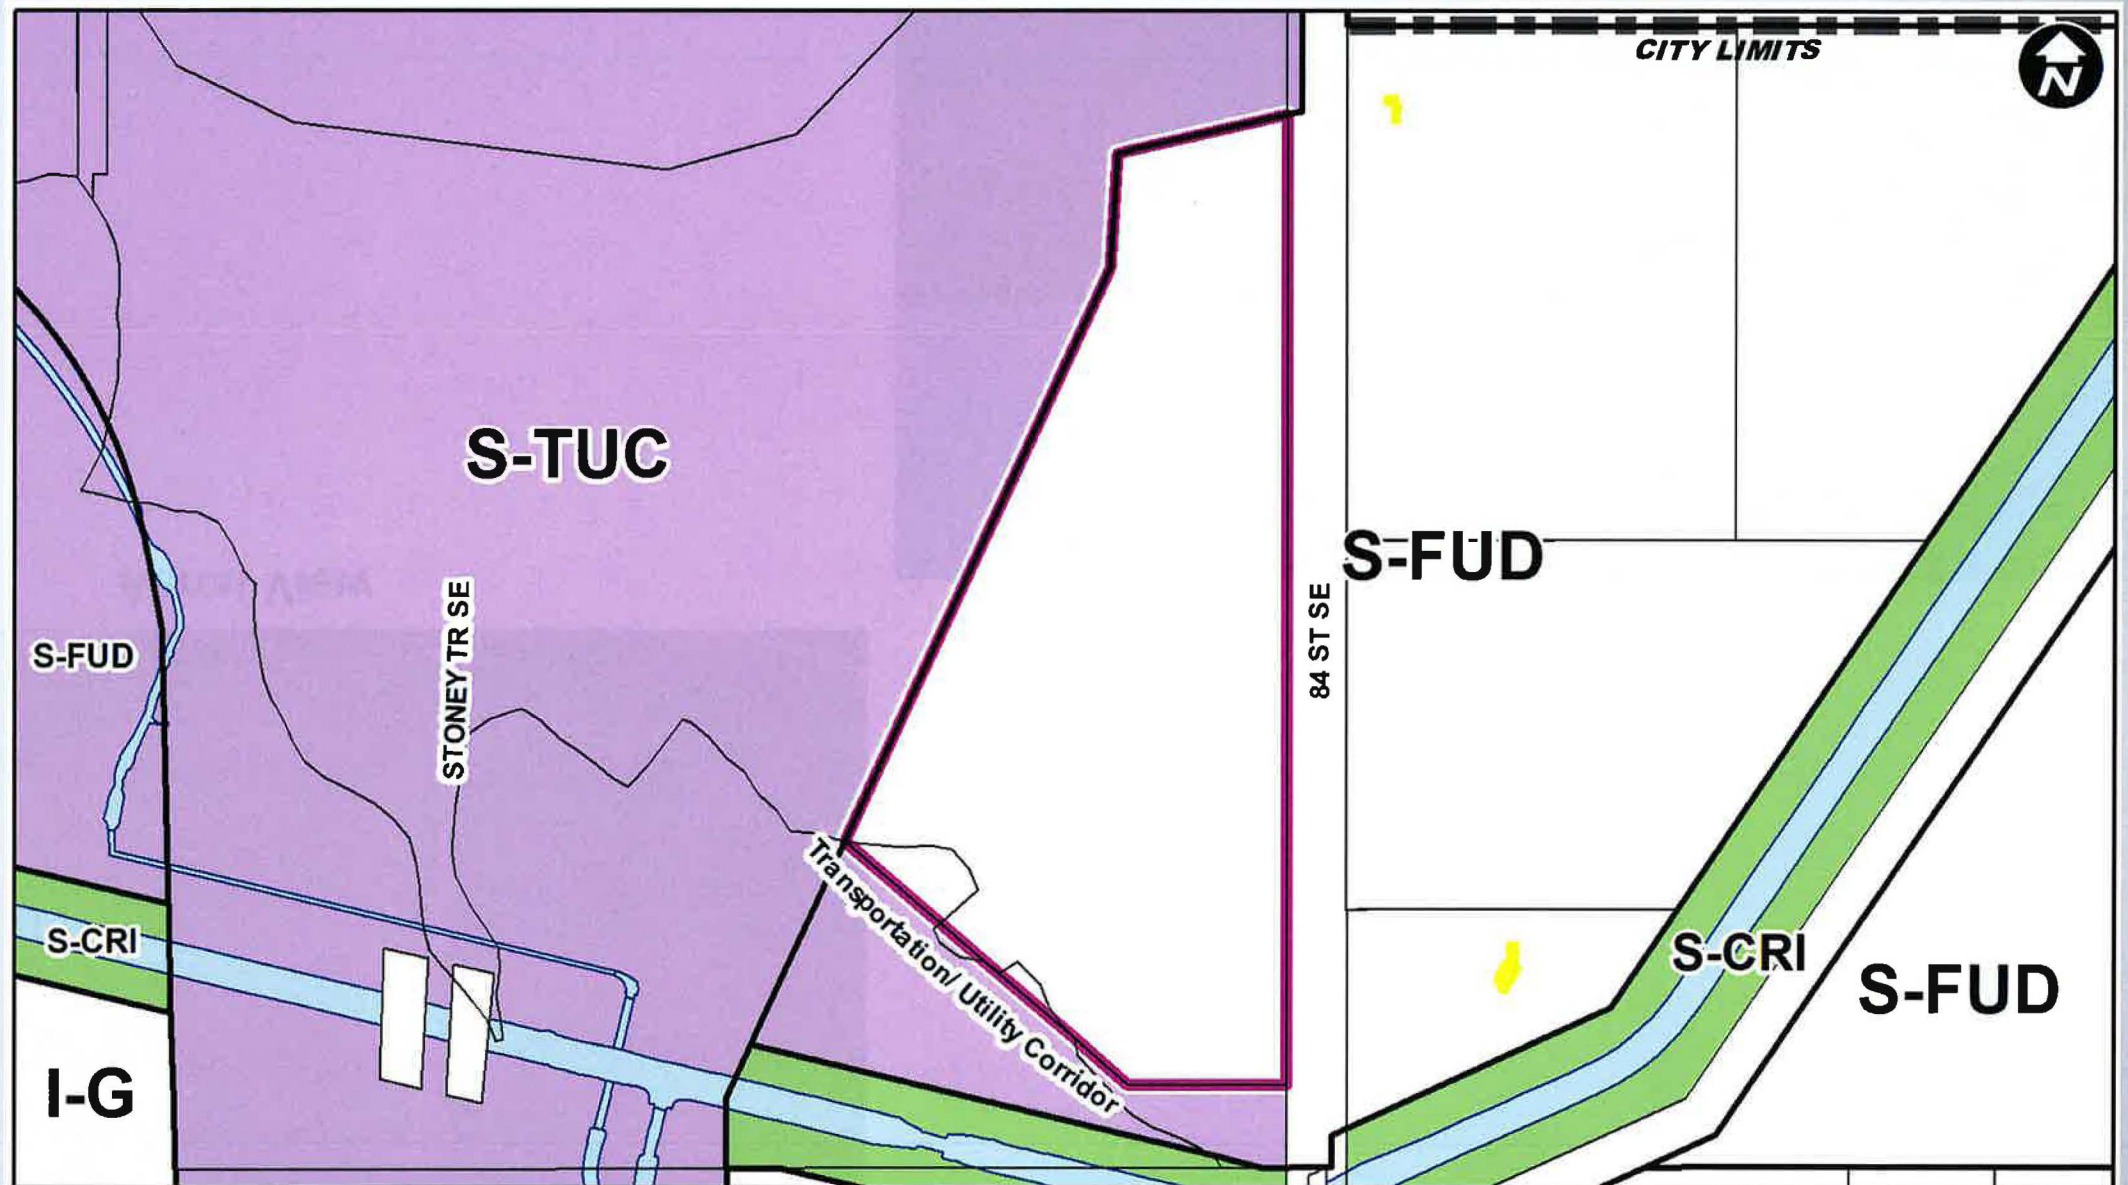 CITY LIMITS
N
S-TUC
S-FUD
STONEY TR SE
84 ST SE
S-FUD
Transportation/ Utility Corridor
S-CRI
S-CRI
S-FUD
I-G